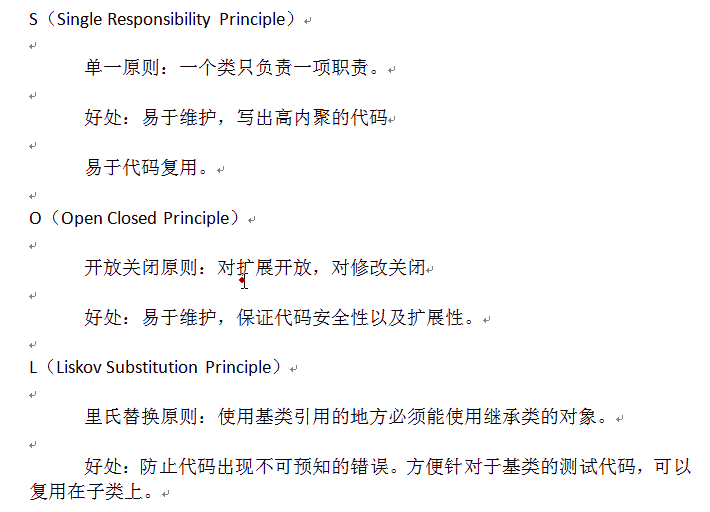 S（Single Responsibility Principle）
单一原则：一个类只负责一项职责。
好处：易于维护，写出高内聚的代码
易于代码复用。
O（Open Closed Principle）
开放关闭原则：对扩展开放，对修改关闭
好处：易于维护，保证代码安全性以及扩展性。
L（Liskov Substitution Principle）
里氏替换原则：使用基类引用的地方必须能使用继承类的对象。
好处：防止代码出现不可预知的错误。方便针对于基类的测试代码，可以
复用在子类上。